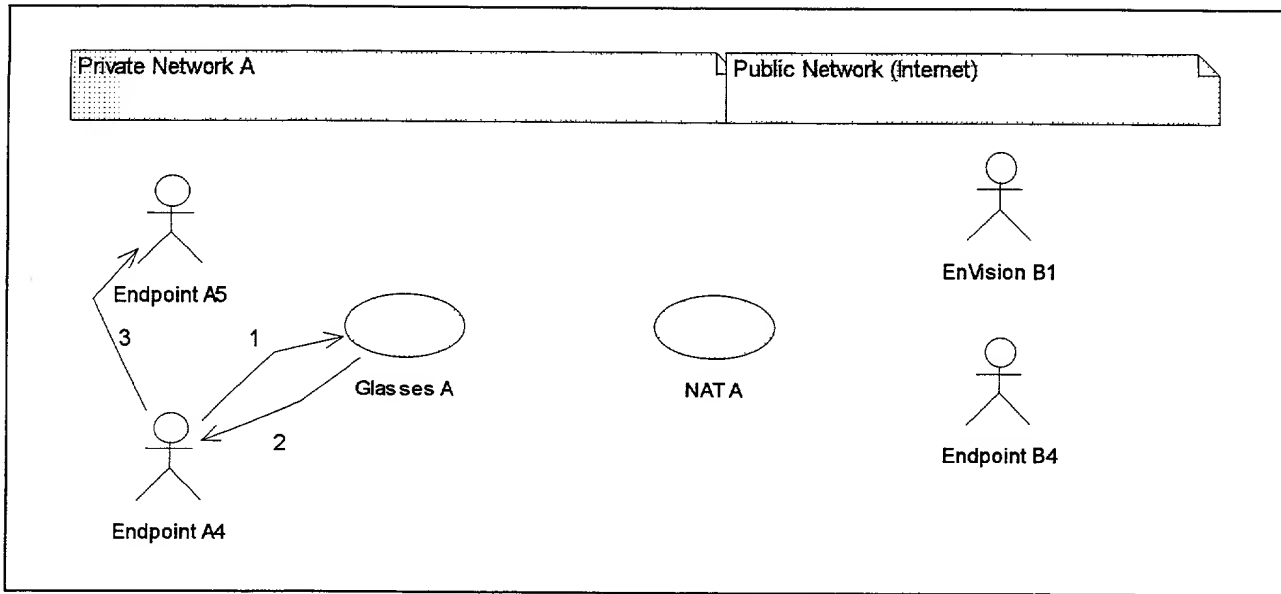 Private Network A
Public Network (Internet)
EnVision B1
Endpoint A5
3
1
Glasses A
NAT A
2
Endpoint B4
Endpoint A4